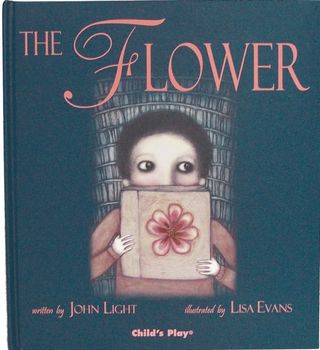 THE FLOWER
written by JOHN LIGHT illustrated by LISA EVANS
Child's Play®